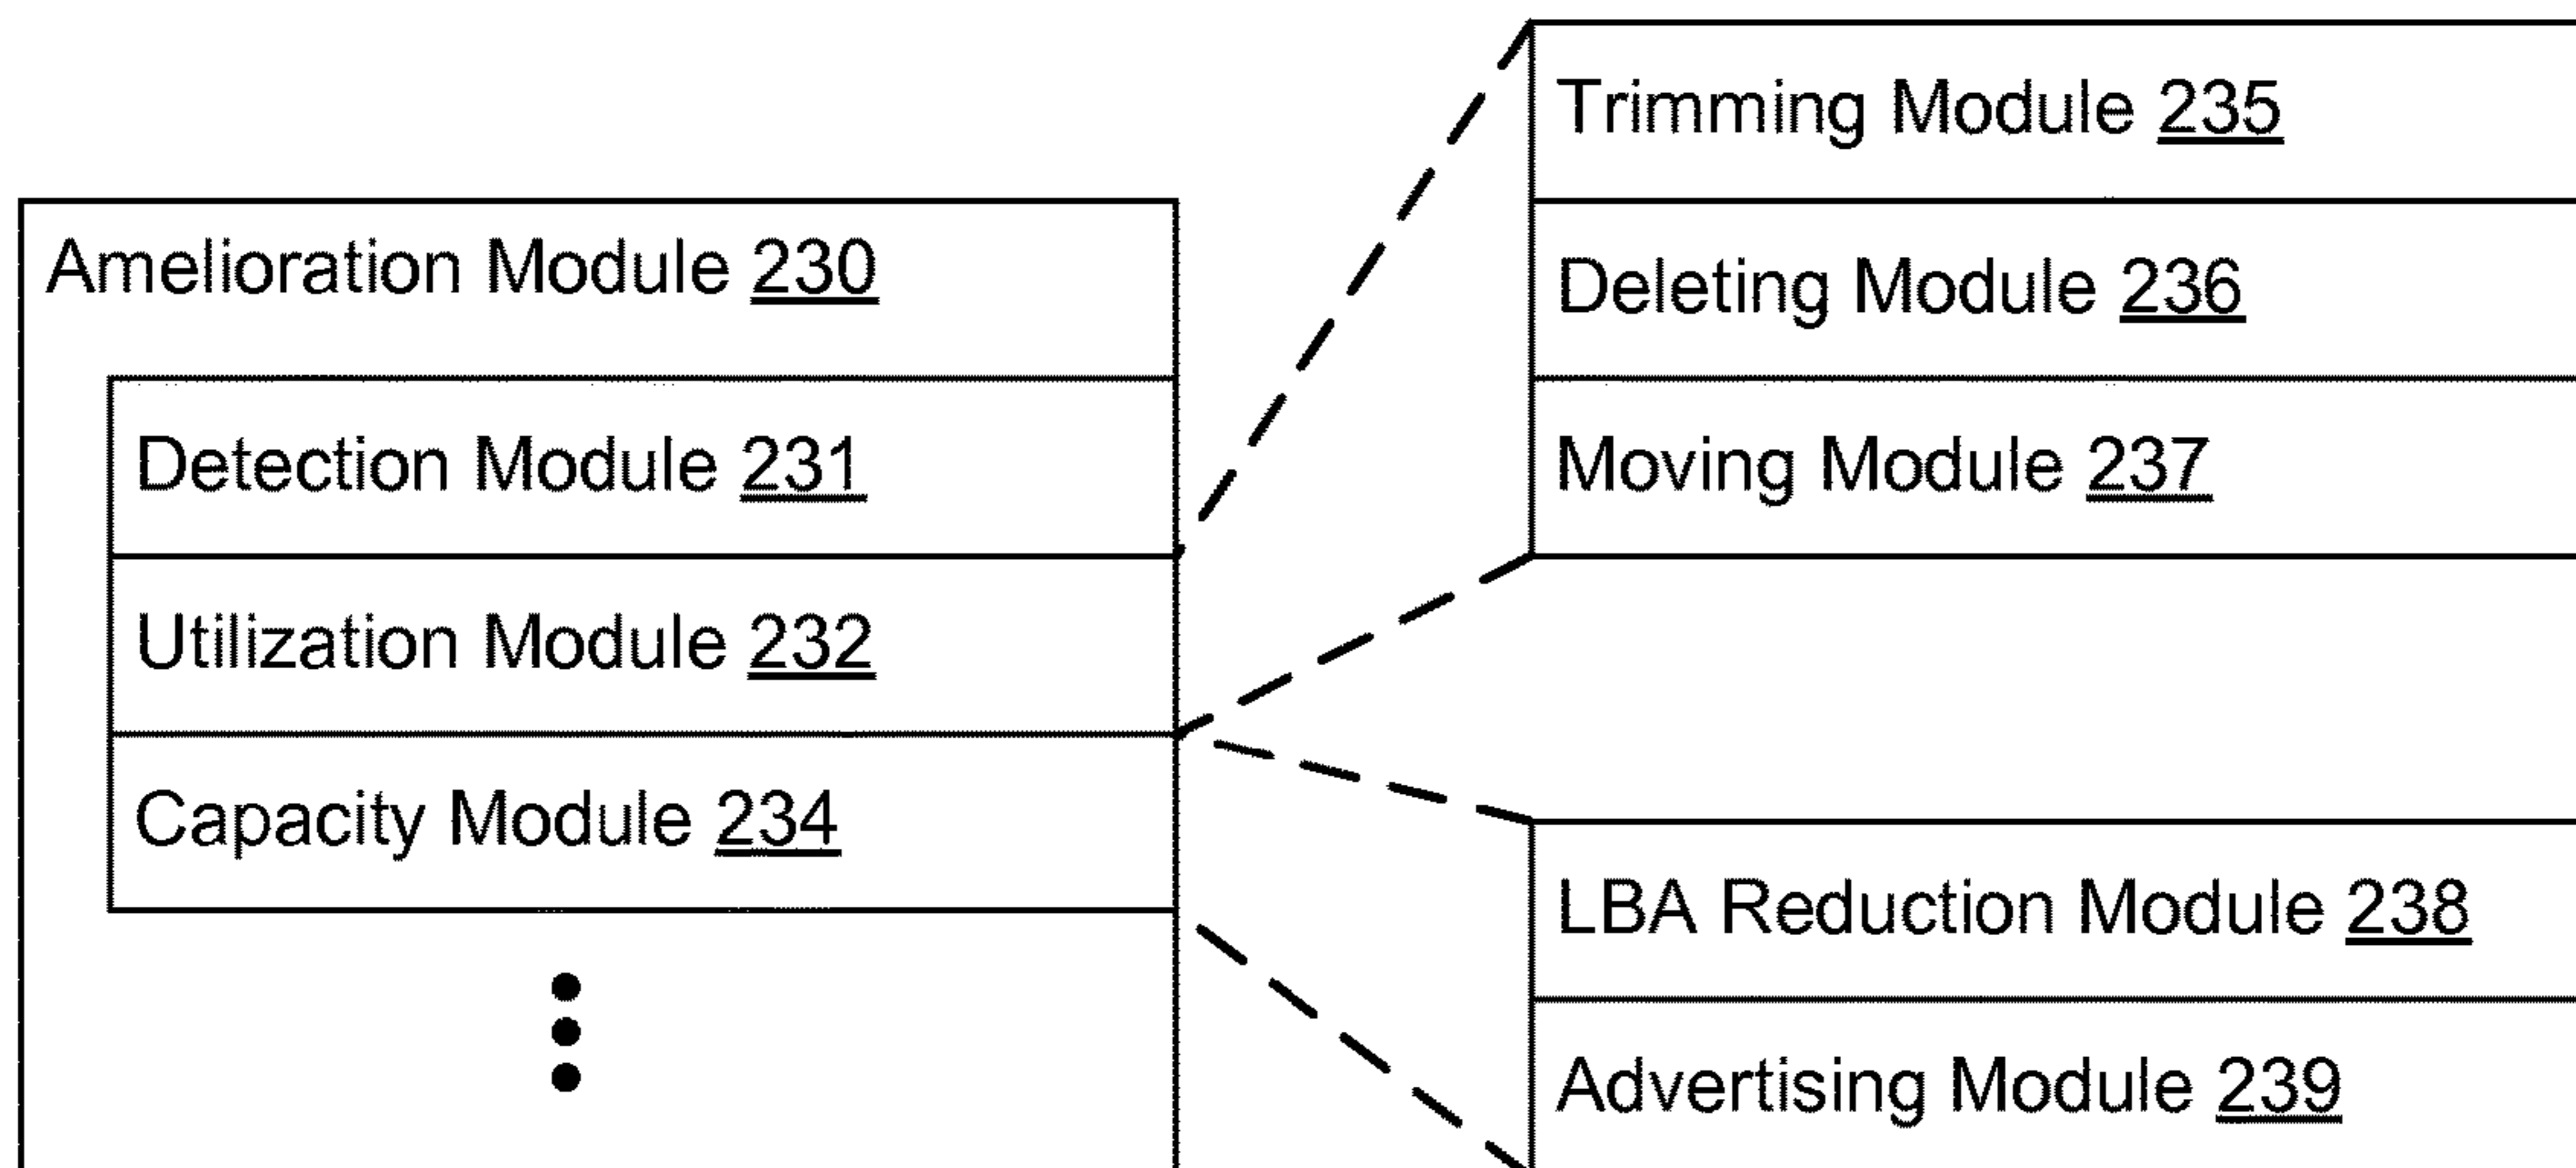 Amelioration Module 230
Detection Module 231
Utilization Module 232
Capacity Module 234
Trimming Module 235
Deleting Module 236
Moving Module 237
LBA Reduction Module 238
Advertising Module 239